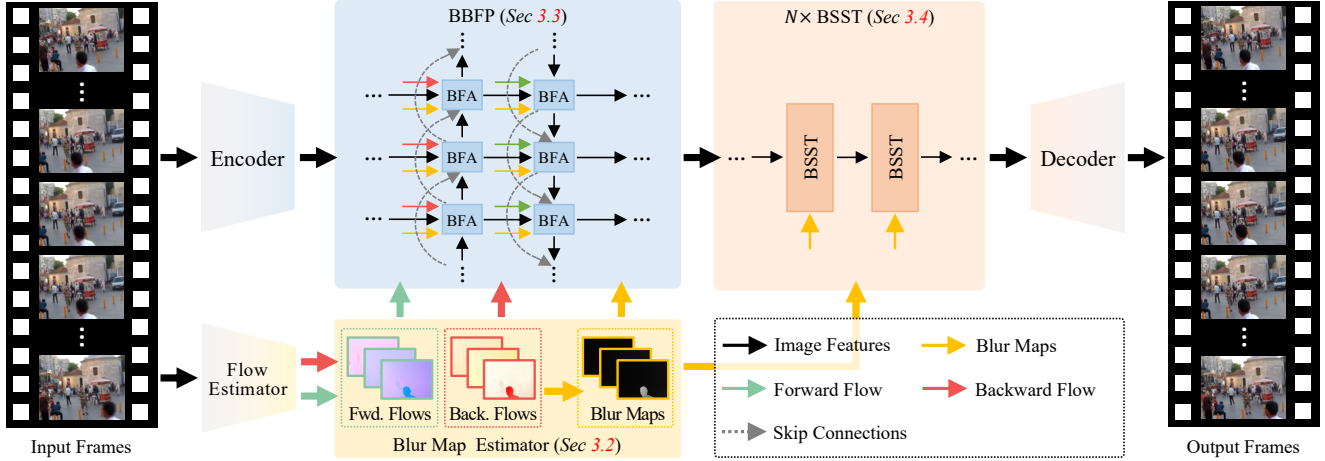 BBFP (Sec 3.3)
N× BSST (Sec 3.4)
BFA BFA
BFA BFA
BFA BFA
Encoder
BSST
BSST
Decoder
Flow
Estimator
Fwd. Flows
Back. Flows
Blur Maps
Blur Map Estimator (Sec 3.2)
Image Features
Blur Maps
Forward Flow
Backward Flow
Skip Connections
Input Frames
Output Frames